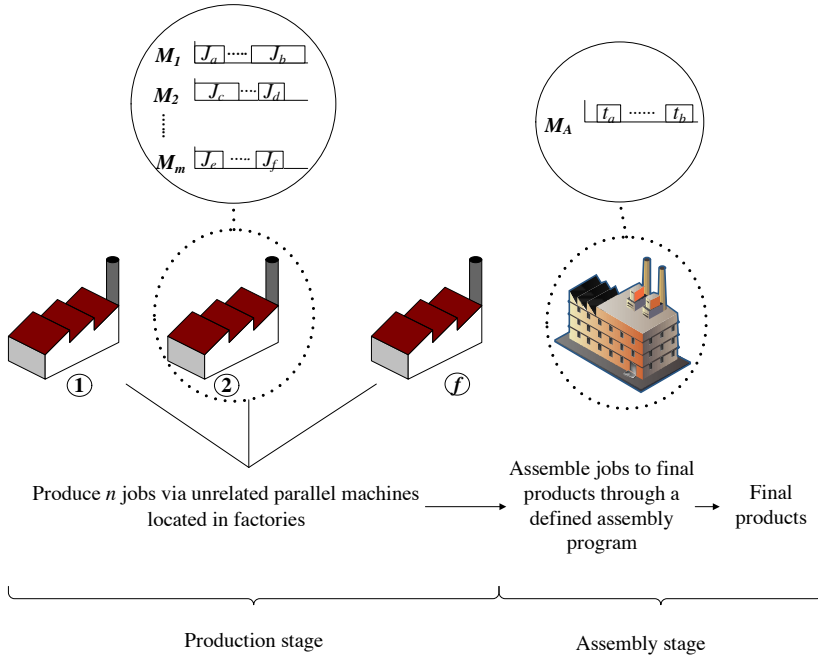 M1 Ja ..... Jb
M2 Jc ..... Jd
Mm Je ..... Jf
MA ta ...... tb
1
2
f
Produce n jobs via unrelated parallel machines
located in factories
Assemble jobs to final
products through a
defined assembly
program
Final
products
Production stage
Assembly stage